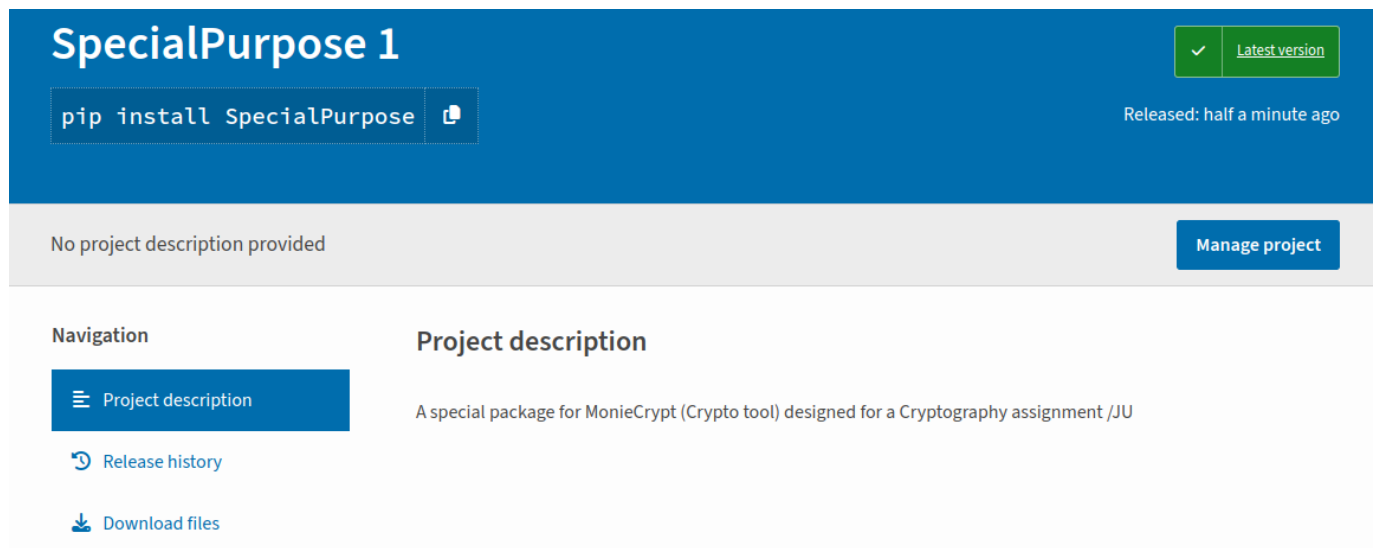 SpecialPurpose 1
Latest version
pip install SpecialPurpose
Released: half a minute ago
No project description provided
Manage project
Navigation
Project description
Project description
A special package for MonieCrypt (Crypto tool) designed for a Cryptography assignment /JU
Release history
Download files